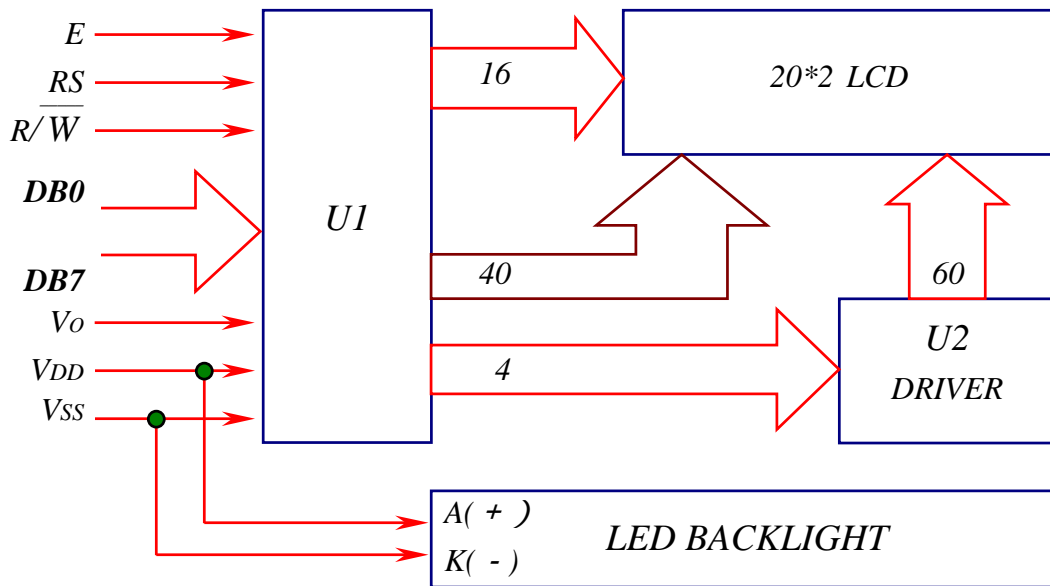 E
RS
R/W̅
DB0
DB7
VO
VDD
VSS
U1
16
40
4
20*2 LCD
60
U2
DRIVER
A( + )
K( - )
LED BACKLIGHT